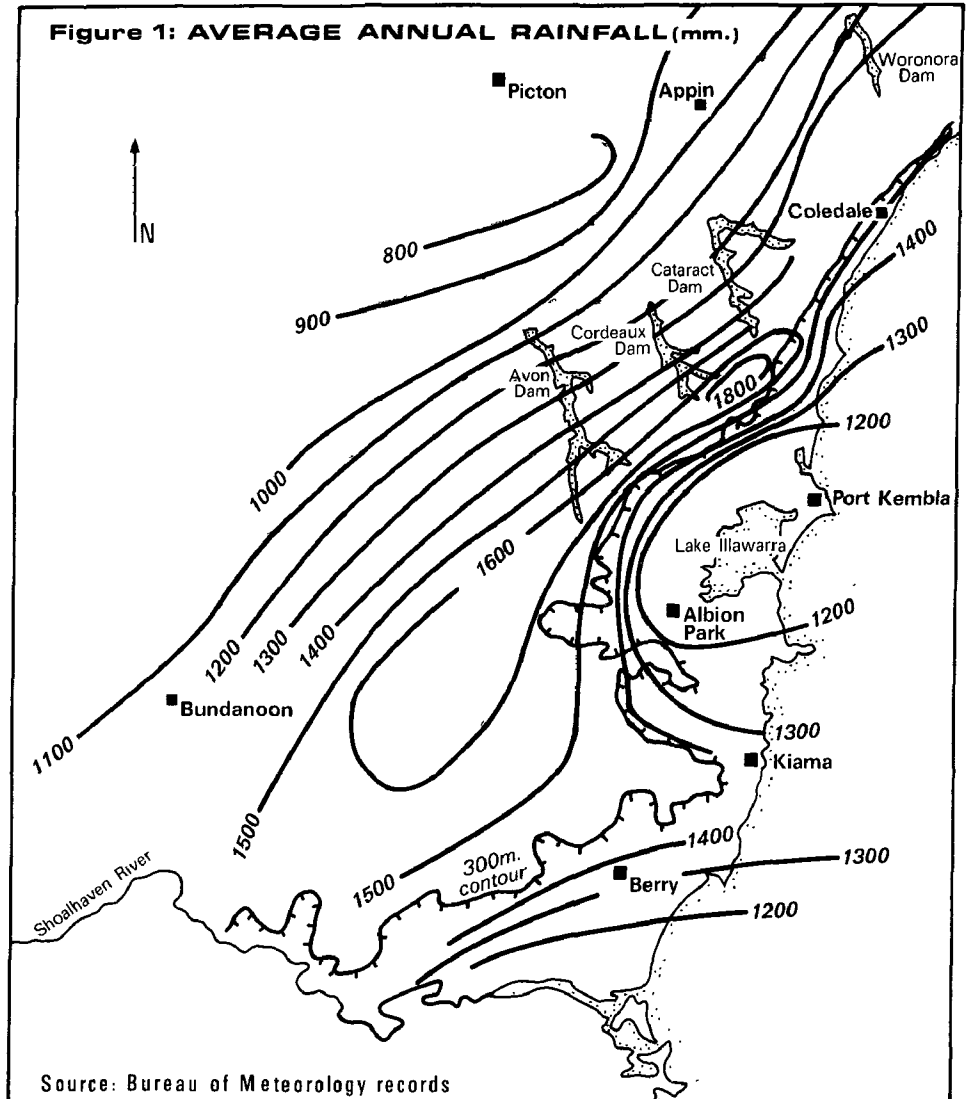 Figure 1: AVERAGE ANNUAL RAINFALL (mm.)
Woronora
Dam
Picton
Appin
N
Coledale
800
1400
Cataract
Dam
900
Cordeaux
Dam
1300
Avon
Dam
1800
1200
1000
Port Kembla
1600
Lake Illawarra
Albion
Park
1200
1200
1300
1400
Bundanoon
1100
1300
Kiama
1500
1400
300m.
contour
1300
1500
Berry
Shoalhaven River
1200
Source: Bureau of Meteorology records